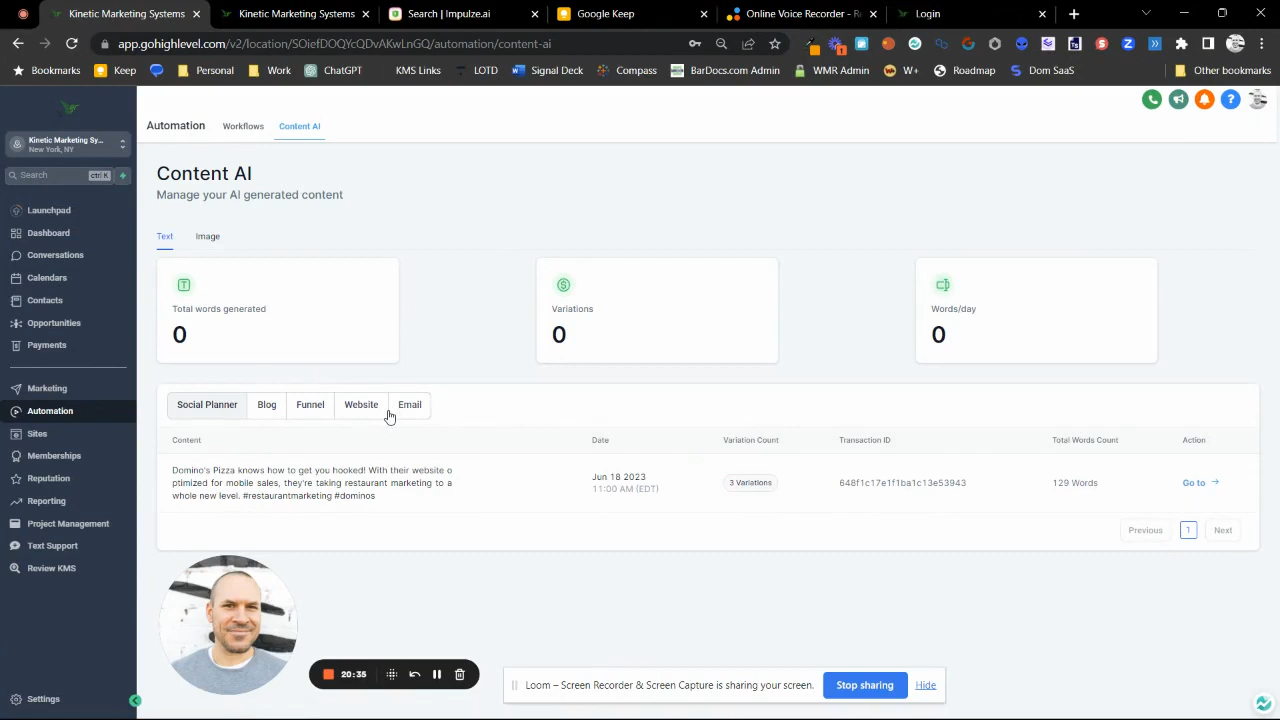 Kinetic Marketing Systems
Kinetic Marketing Systems
Search | Impulze.ai
Google Keep
Online Voice Recorder - Re
Login
app.gohighlevel.com/v2/location/SOiefDOQYcQDvAKwLnGQ/automation/content-ai
Bookmarks
Keep
Personal
Work
ChatGPT
KMS Links
LOTD
Signal Deck
Compass
BarDocs.com Admin
WMR Admin
W+
Roadmap
Dom SaaS
Other bookmarks
Kinetic Marketing Sy...
New York, NY
Search
ctrl K
Launchpad
Dashboard
Conversations
Calendars
Contacts
Opportunities
Payments
Marketing
Automation
Sites
Memberships
Reputation
Reporting
Project Management
Text Support
Review KMS
Settings
Automation
Workflows
Content AI
Content AI
Manage your AI generated content
Text
Image
Total words generated
0
Variations
0
Words/day
0
Social Planner
Blog
Funnel
Website
Email
Content
Date
Variation Count
Transaction ID
Total Words Count
Action
Domino's Pizza knows how to get you hooked! With their website o
ptimized for mobile sales, they're taking restaurant marketing to a
whole new level. #restaurantmarketing #dominos
Jun 18 2023
11:00 AM (EDT)
3 Variations
648f1c17e1f1ba1c13e53943
129 Words
Go to
Previous
1
Next
20:35
Loom – Screen Recorder & Screen Capture is sharing your screen.
Stop sharing
Hide